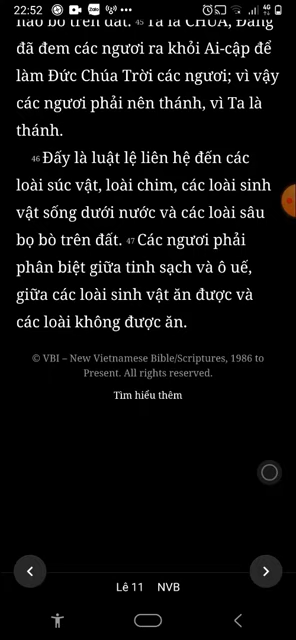 22:52
nào bò trên đất. 45 Ta là CHÚA, Đấng
đã đem các ngươi ra khỏi Ai-cập để
làm Đức Chúa Trời các ngươi; vì vậy
các ngươi phải nên thánh, vì Ta là
thánh.
46 Đấy là luật lệ liên hệ đến các
loài súc vật, loài chim, các loài sinh
vật sống dưới nước và các loài sâu
bọ bò trên đất. 47 Các ngươi phải
phân biệt giữa tinh sạch và ô uế,
giữa các loài sinh vật ăn được và
các loài không được ăn.
© VBI – New Vietnamese Bible/Scriptures, 1986 to
Present. All rights reserved.
Tìm hiểu thêm
Lê 11 NVB